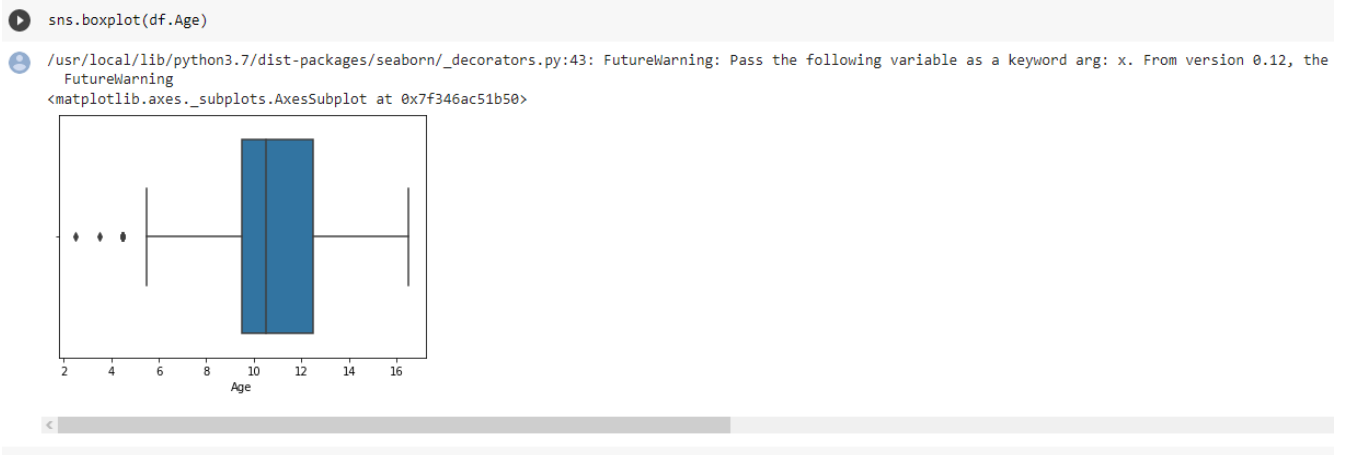 sns.boxplot(df.Age)
/usr/local/lib/python3.7/dist-packages/seaborn/_decorators.py:43: FutureWarning: Pass the following variable as a keyword arg: x. From version 0.12, the
FutureWarning
<matplotlib.axes._subplots.AxesSubplot at 0x7f346ac51b50>
2 4 6 8 10 12 14 16
Age